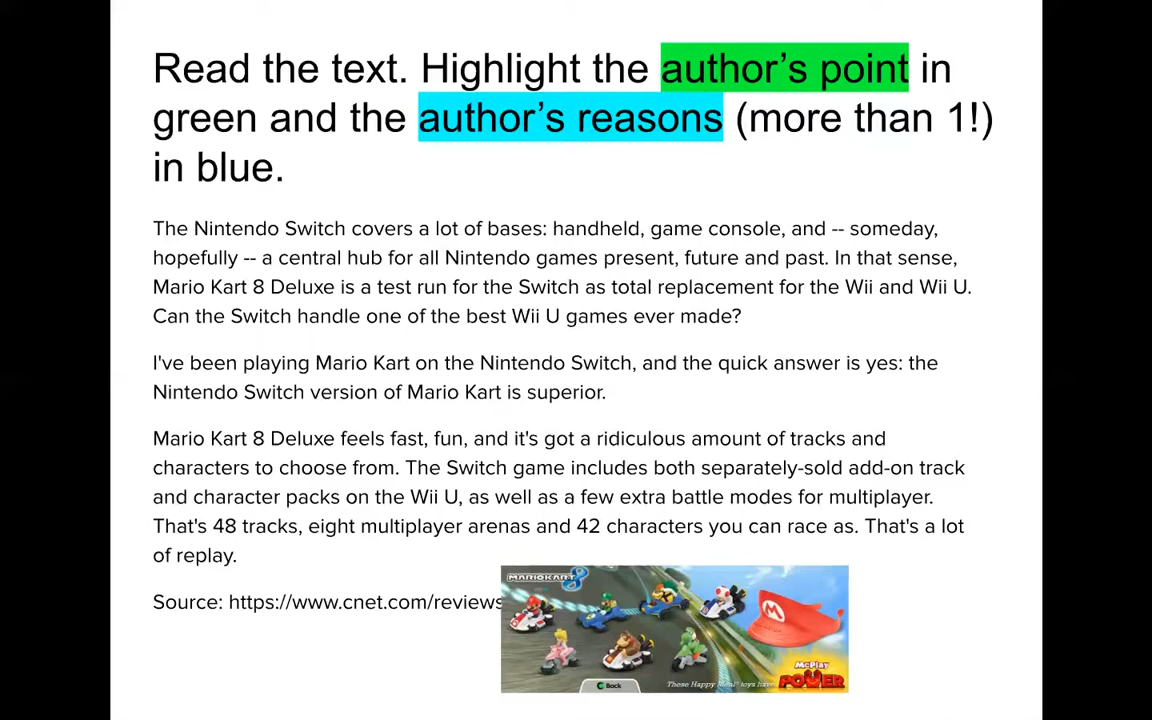 Read the text. Highlight the author's point in
green and the author's reasons (more than 1!)
in blue.
The Nintendo Switch covers a lot of bases: handheld, game console, and -- someday,
hopefully -- a central hub for all Nintendo games present, future and past. In that sense,
Mario Kart 8 Deluxe is a test run for the Switch as total replacement for the Wii and Wii U.
Can the Switch handle one of the best Wii U games ever made?
I've been playing Mario Kart on the Nintendo Switch, and the quick answer is yes: the
Nintendo Switch version of Mario Kart is superior.
Mario Kart 8 Deluxe feels fast, fun, and it's got a ridiculous amount of tracks and
characters to choose from. The Switch game includes both separately-sold add-on track
and character packs on the Wii U, as well as a few extra battle modes for multiplayer.
That's 48 tracks, eight multiplayer arenas and 42 characters you can race as. That's a lot
of replay.
Source: https://www.cnet.com/reviews
MARIOKART 8
M
McPlay
POWER
Back
These Happy Meal toys have